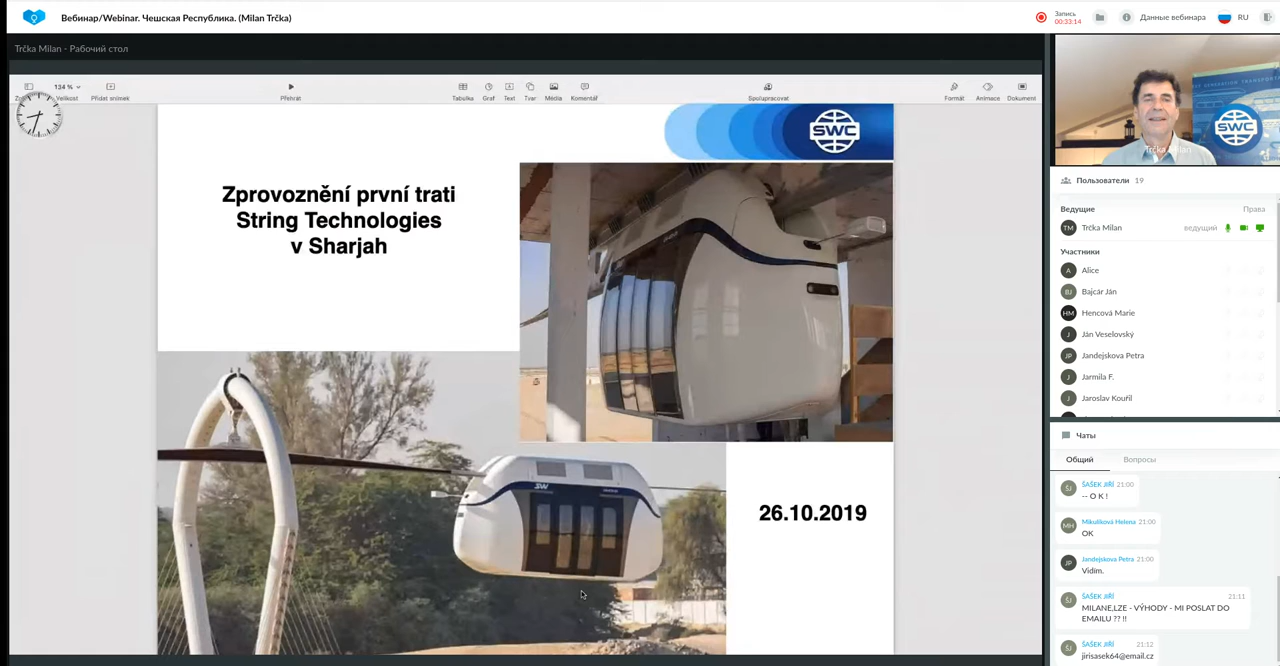 Вебинар/Webinar. Чешская Республика. (Milan Trčka)
Запись
00:33:14
Данные вебинара
RU
Trčka Milan - Рабочий стол
134 %
Velikost
Přidat snímek
Přehrát
Tabulka
Graf
Text
Tvar
Média
Komentář
Spolupracovat
Formát
Animace
Dokument
SWC
Zprovoznění první trati
String Technologies
v Sharjah
SW
26.10.2019
SWC
Trčka Milan
Пользователи 19
Ведущие
Права
TM
Trčka Milan
ведущий
Участники
A
Alice
BJ
Bajcár Ján
HM
Hencová Marie
J
Ján Veselovský
JP
Jandejskova Petra
J
Jarmila F.
J
Jaroslav Kouřil
Чаты
Общий
Вопросы
ŠJ
ŠAŠEK JIŘÍ 21:00
-- O K !
MH
Mikulíková Helena 21:00
OK
JP
Jandejskova Petra 21:00
Vidím.
ŠJ
ŠAŠEK JIŘÍ 21:11
MILANE,LZE - VÝHODY - MI POSLAT DO
EMAILU ?? !!
ŠJ
ŠAŠEK JIŘÍ 21:12
jirisasek64@email.cz